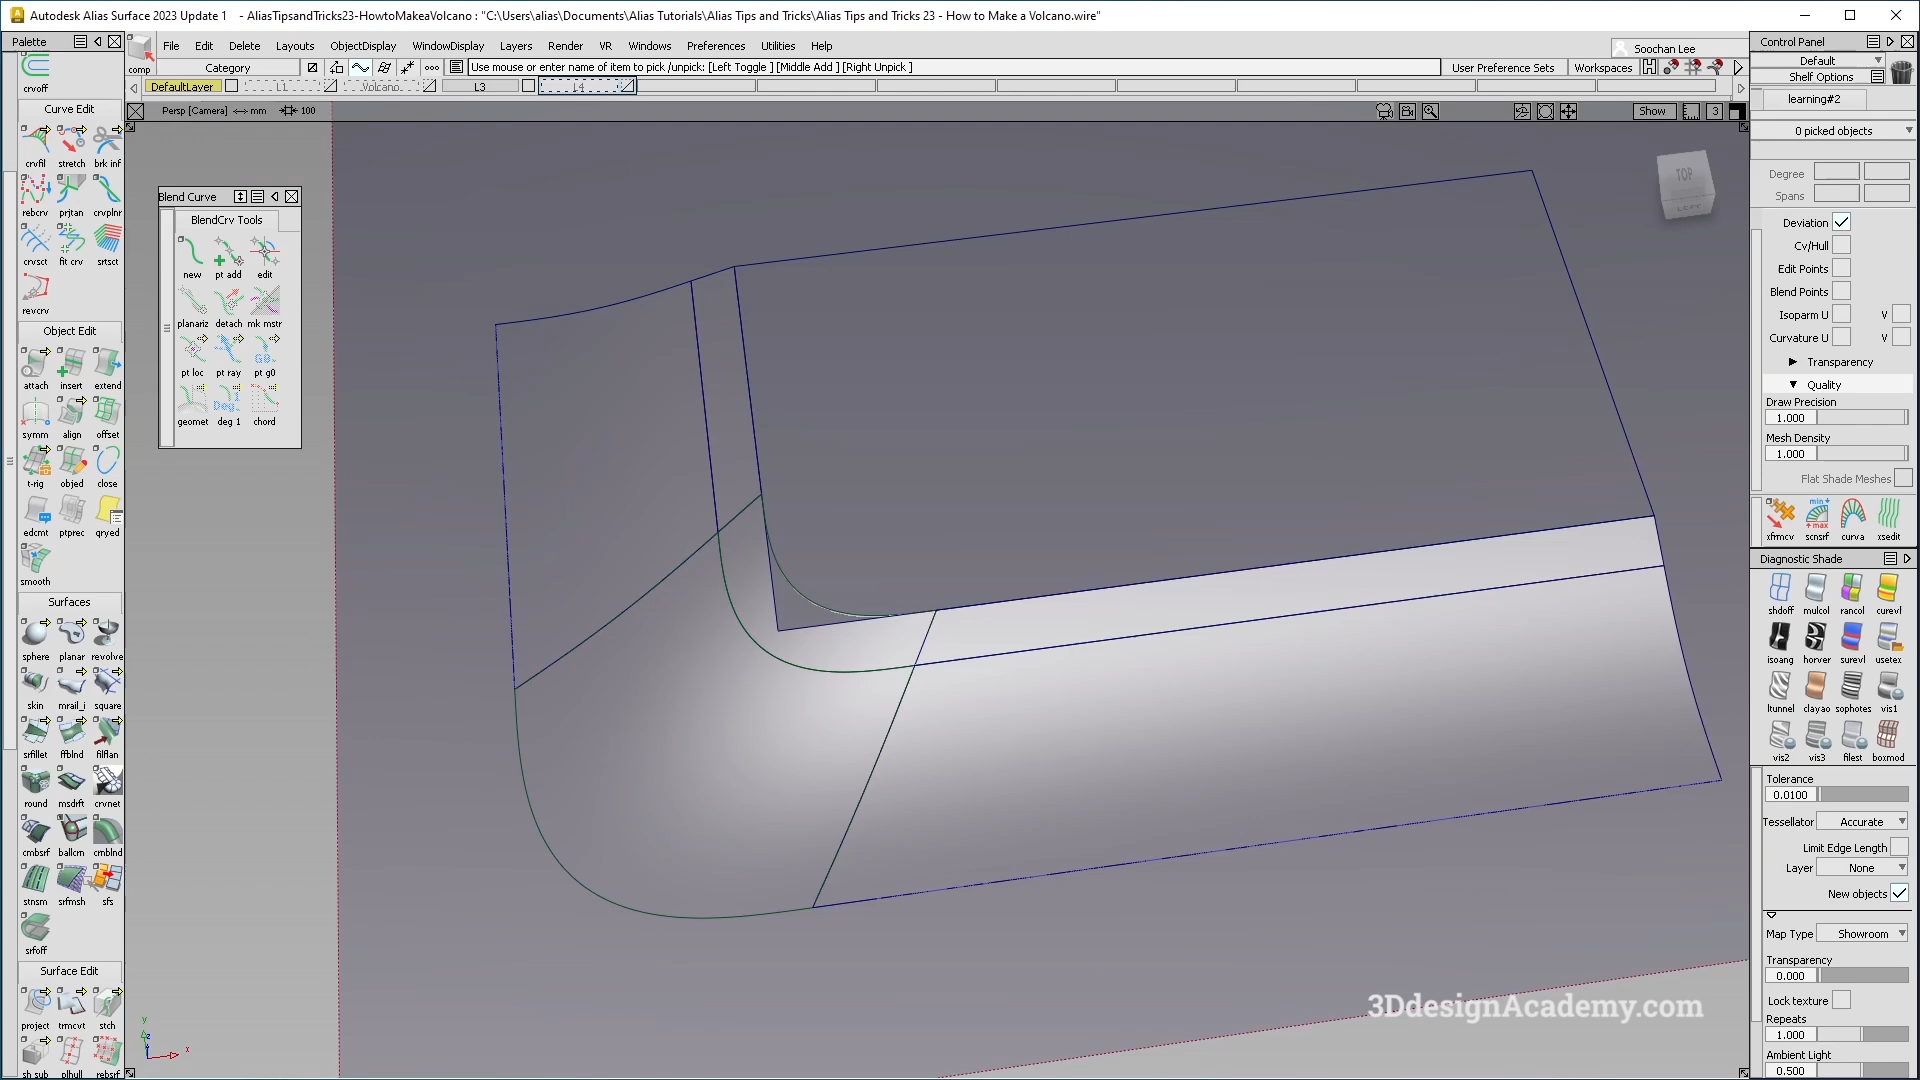 Autodesk Alias Surface 2023 Update 1 - AliasTipsandTricks23-HowtoMakeaVolcano : "C:\Users\alias\Documents\Alias Tutorials\Alias Tips and Tricks\Alias Tips and Tricks 23 - How to Make a Volcano.wire"
Palette
File Edit Delete Layouts ObjectDisplay WindowDisplay Layers Render VR Windows Preferences Utilities Help
Soochan Lee
Control Panel
comp
Category
Use mouse or enter name of item to pick /unpick: [Left Toggle ] [Middle Add ] [Right Unpick ]
User Preference Sets
Workspaces
Default
Shelf Options
DefaultLayer
L1
Volcano
L3
L4
learning#2
Persp [Camera] mm 100
Show
3
0 picked objects
Degree
Spans
Deviation
Cv/Hull
Edit Points
Blend Points
Isoparm U V
Curvature U V
Transparency
Quality
Draw Precision
1.000
Mesh Density
1.000
Flat Shade Meshes
min max
xfrmcv scnsrf curva xsedit
Diagnostic Shade
shdoff mulcol rancol curevl
isoang horver surevl usetex
ltunnel clayao sophotes vis1
vis2 vis3 filest boxmod
Tolerance
0.0100
Tessellator Accurate
Limit Edge Length
Layer None
New objects
Map Type Showroom
Transparency
0.000
Lock texture
Repeats
1.000
Ambient Light
0.500
crvoff
Curve Edit
crvfil stretch brk inf
rebcrv prjtan crvplnr
crvsct fit crv srtsct
revcrv
Object Edit
attach insert extend
symm align offset
t-rig objed close
edcmt ptprec qryed
smooth
Surfaces
sphere planar revolve
skin mrail_i square
srfillet ffblnd filflan
round msdrft crvnet
cmbsrf ballcrn crnblnd
stnsm srfmsh sfs
srfoff
Surface Edit
project trmcvt stch
sh sub plhull rebsrf
Blend Curve
BlendCrv Tools
new pt add edit
planariz detach mk mstr
pt loc pt ray pt g0
geomet deg 1 chord
TOP
LEFT
y
z
x
3DdesignAcademy.com